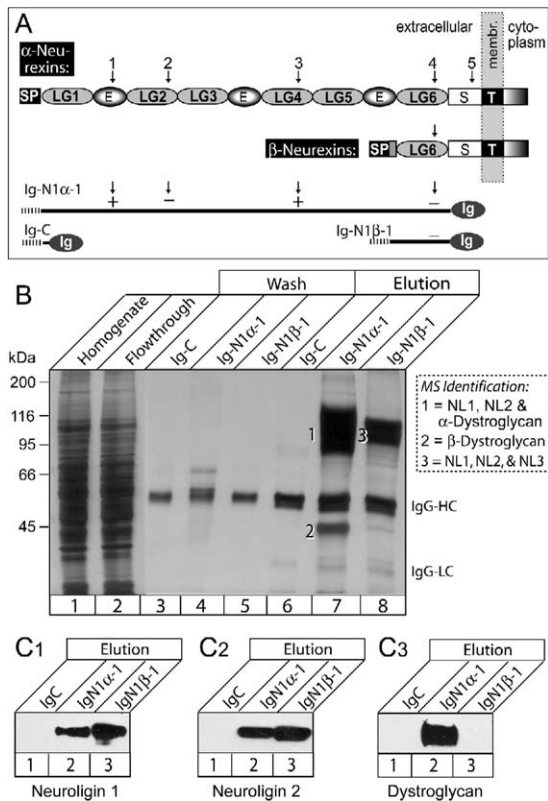 A
extracellular
membr.
cyto-
plasm
α-Neu-
rexins:
1 2 3 4 5
SP LG1 E LG2 LG3 E LG4 LG5 E LG6 S T
β-Neurexins: SP LG6 S T
Ig-N1α-1
+ − + −
Ig
Ig-C
Ig
Ig-N1β-1
−
Ig
B
Wash Elution
Homogenate
Flowthrough
Ig-C
Ig-N1α-1
Ig-N1β-1
Ig-C
Ig-N1α-1
Ig-N1β-1
kDa
200
116
95
66
45
1
3
2
MS Identification:
1 = NL1, NL2 &
α-Dystroglycan
2 = β-Dystroglycan
3 = NL1, NL2, & NL3
IgG-HC
IgG-LC
1 2 3 4 5 6 7 8
C1
Elution
IgC
IgN1α-1
IgN1β-1
1 2 3
Neuroligin 1
C2
Elution
IgC
IgN1α-1
IgN1β-1
1 2 3
Neuroligin 2
C3
Elution
IgC
IgN1α-1
IgN1β-1
1 2 3
Dystroglycan